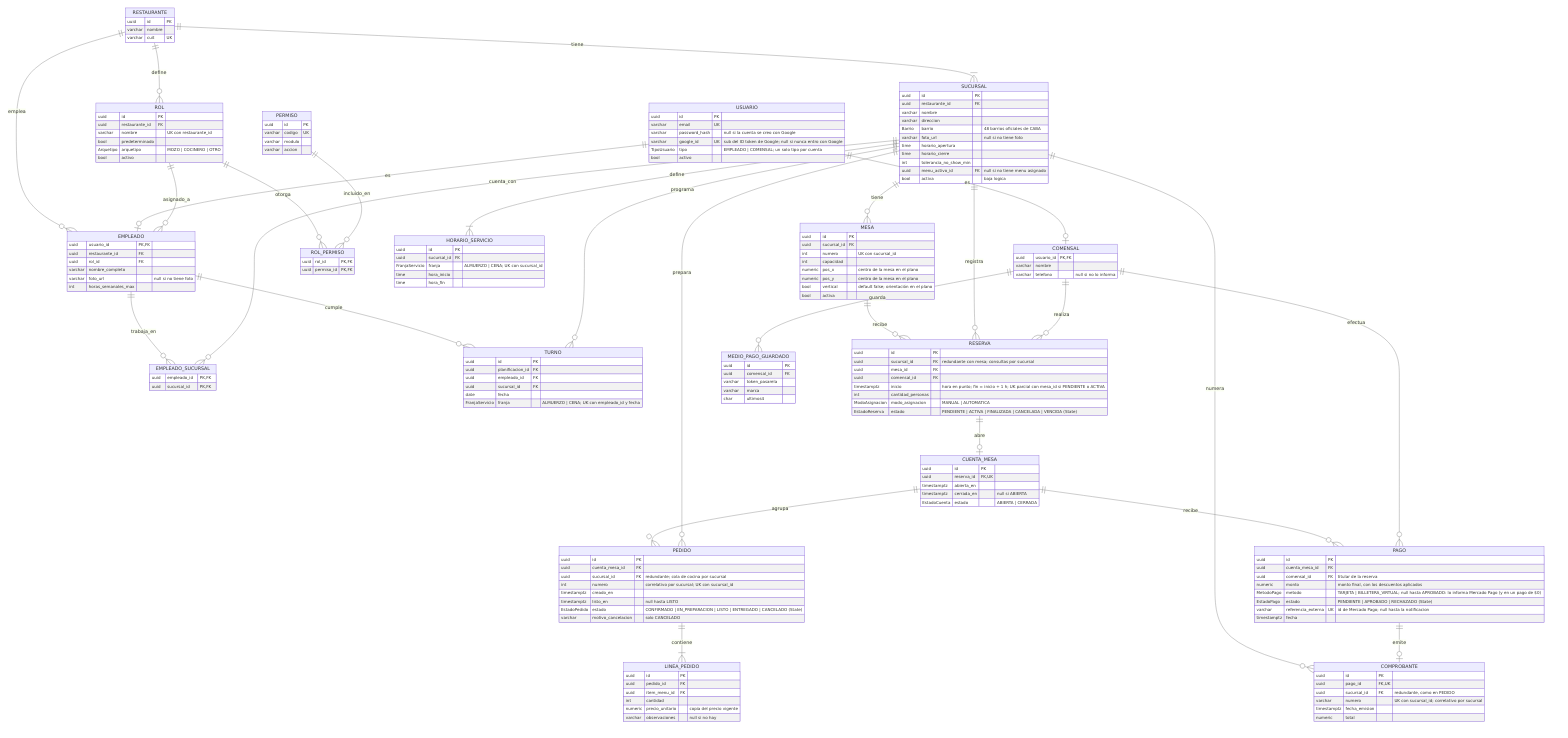 RESTAURANTE
uuid id PK
varchar nombre
varchar cuit UK
tiene
define
emplea
ROL
uuid id PK
uuid restaurante_id FK
varchar nombre UK con restaurante_id
bool predeterminado
Arquetipo arquetipo MOZO | COCINERO | OTRO
bool activo
PERMISO
uuid id PK
varchar codigo UK
varchar modulo
varchar accion
USUARIO
uuid id PK
varchar email UK
varchar password_hash null si la cuenta se creo con Google
varchar google_id UK sub del ID token de Google; null si nunca entro con Google
TipoUsuario tipo EMPLEADO | COMENSAL: un solo tipo por cuenta
bool activo
SUCURSAL
uuid id PK
uuid restaurante_id FK
varchar nombre
varchar direccion
Barrio barrio 48 barrios oficiales de CABA
varchar foto_url null si no tiene foto
time horario_apertura
time horario_cierre
int tolerancia_no_show_min
uuid menu_activo_id FK null si no tiene menu asignado
bool activa baja logica
es
cuenta_con
define
programa
es
asignado_a
otorga
incluido_en
tiene
EMPLEADO
uuid usuario_id PK,FK
uuid restaurante_id FK
uuid rol_id FK
varchar nombre_completo
varchar foto_url null si no tiene foto
int horas_semanales_max
ROL_PERMISO
uuid rol_id PK,FK
uuid permiso_id PK,FK
HORARIO_SERVICIO
uuid id PK
uuid sucursal_id FK
FranjaServicio franja ALMUERZO | CENA; UK con sucursal_id
time hora_inicio
time hora_fin
MESA
uuid id PK
uuid sucursal_id FK
int numero UK con sucursal_id
int capacidad
numeric pos_x centro de la mesa en el plano
numeric pos_y centro de la mesa en el plano
bool vertical default false; orientación en el plano
bool activa
COMENSAL
uuid usuario_id PK,FK
varchar nombre
varchar telefono null si no lo informa
prepara
registra
guarda
recibe
realiza
efectua
trabaja_en
cumple
numera
EMPLEADO_SUCURSAL
uuid empleado_id PK,FK
uuid sucursal_id PK,FK
TURNO
uuid id PK
uuid planificacion_id FK
uuid empleado_id FK
uuid sucursal_id FK
date fecha
FranjaServicio franja ALMUERZO | CENA; UK con empleado_id y fecha
MEDIO_PAGO_GUARDADO
uuid id PK
uuid comensal_id FK
varchar token_pasarela
varchar marca
char ultimos4
RESERVA
uuid id PK
uuid sucursal_id FK redundante con mesa, consultas por sucursal
uuid mesa_id FK
uuid comensal_id FK
timestamptz inicio hora en punto; fin = inicio + 1 h; UK parcial con mesa_id si PENDIENTE o ACTIVA
int cantidad_personas
ModoAsignacion modo_asignacion MANUAL | AUTOMATICA
EstadoReserva estado PENDIENTE | ACTIVA | FINALIZADA | CANCELADA | VENCIDA (State)
abre
CUENTA_MESA
uuid id PK
uuid reserva_id FK,UK
timestamptz abierta_en
timestamptz cerrada_en null si ABIERTA
EstadoCuenta estado ABIERTA | CERRADA
agrupa
recibe
PEDIDO
uuid id PK
uuid cuenta_mesa_id FK
uuid sucursal_id FK redundante; cola de cocina por sucursal
int numero correlativo por sucursal; UK con sucursal_id
timestamptz creado_en
timestamptz listo_en null hasta LISTO
EstadoPedido estado CONFIRMADO | EN_PREPARACION | LISTO | ENTREGADO | CANCELADO (State)
varchar motivo_cancelacion solo CANCELADO
PAGO
uuid id PK
uuid cuenta_mesa_id FK
uuid comensal_id FK titular de la reserva
numeric monto monto final, con los descuentos aplicados
MetodoPago metodo TARJETA | BILLETERA_VIRTUAL; null hasta APROBADO: lo informa Mercado Pago (y en un pago de $0)
EstadoPago estado PENDIENTE | APROBADO | RECHAZADO (State)
varchar referencia_externa UK id de Mercado Pago; null hasta la notificacion
timestamptz fecha
contiene
emite
LINEA_PEDIDO
uuid id PK
uuid pedido_id FK
uuid item_menu_id FK
int cantidad
numeric precio_unitario copia del precio vigente
varchar observaciones null si no hay
COMPROBANTE
uuid id PK
uuid pago_id FK,UK
uuid sucursal_id FK redundante, como en PEDIDO
varchar numero UK con sucursal_id; correlativo por sucursal
timestamptz fecha_emision
numeric total